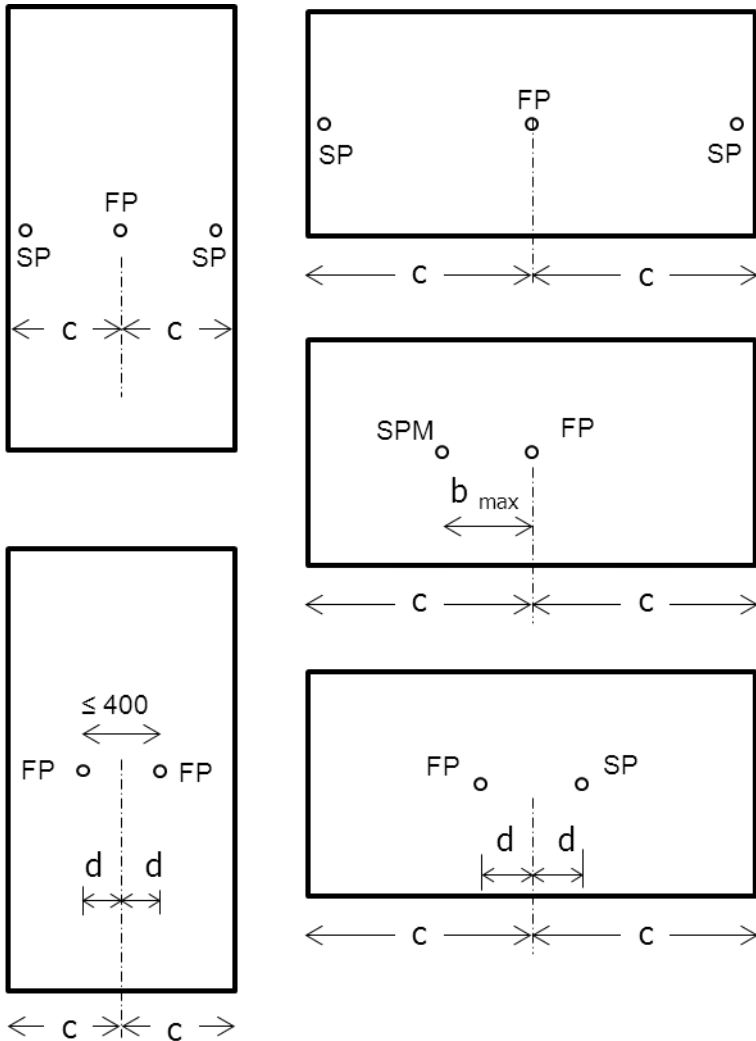 FP
SP SP
c c
FP
SP SP
c c
SPM FP
b max
c c
≤ 400
FP FP
d d
c c
FP SP
d d
c c